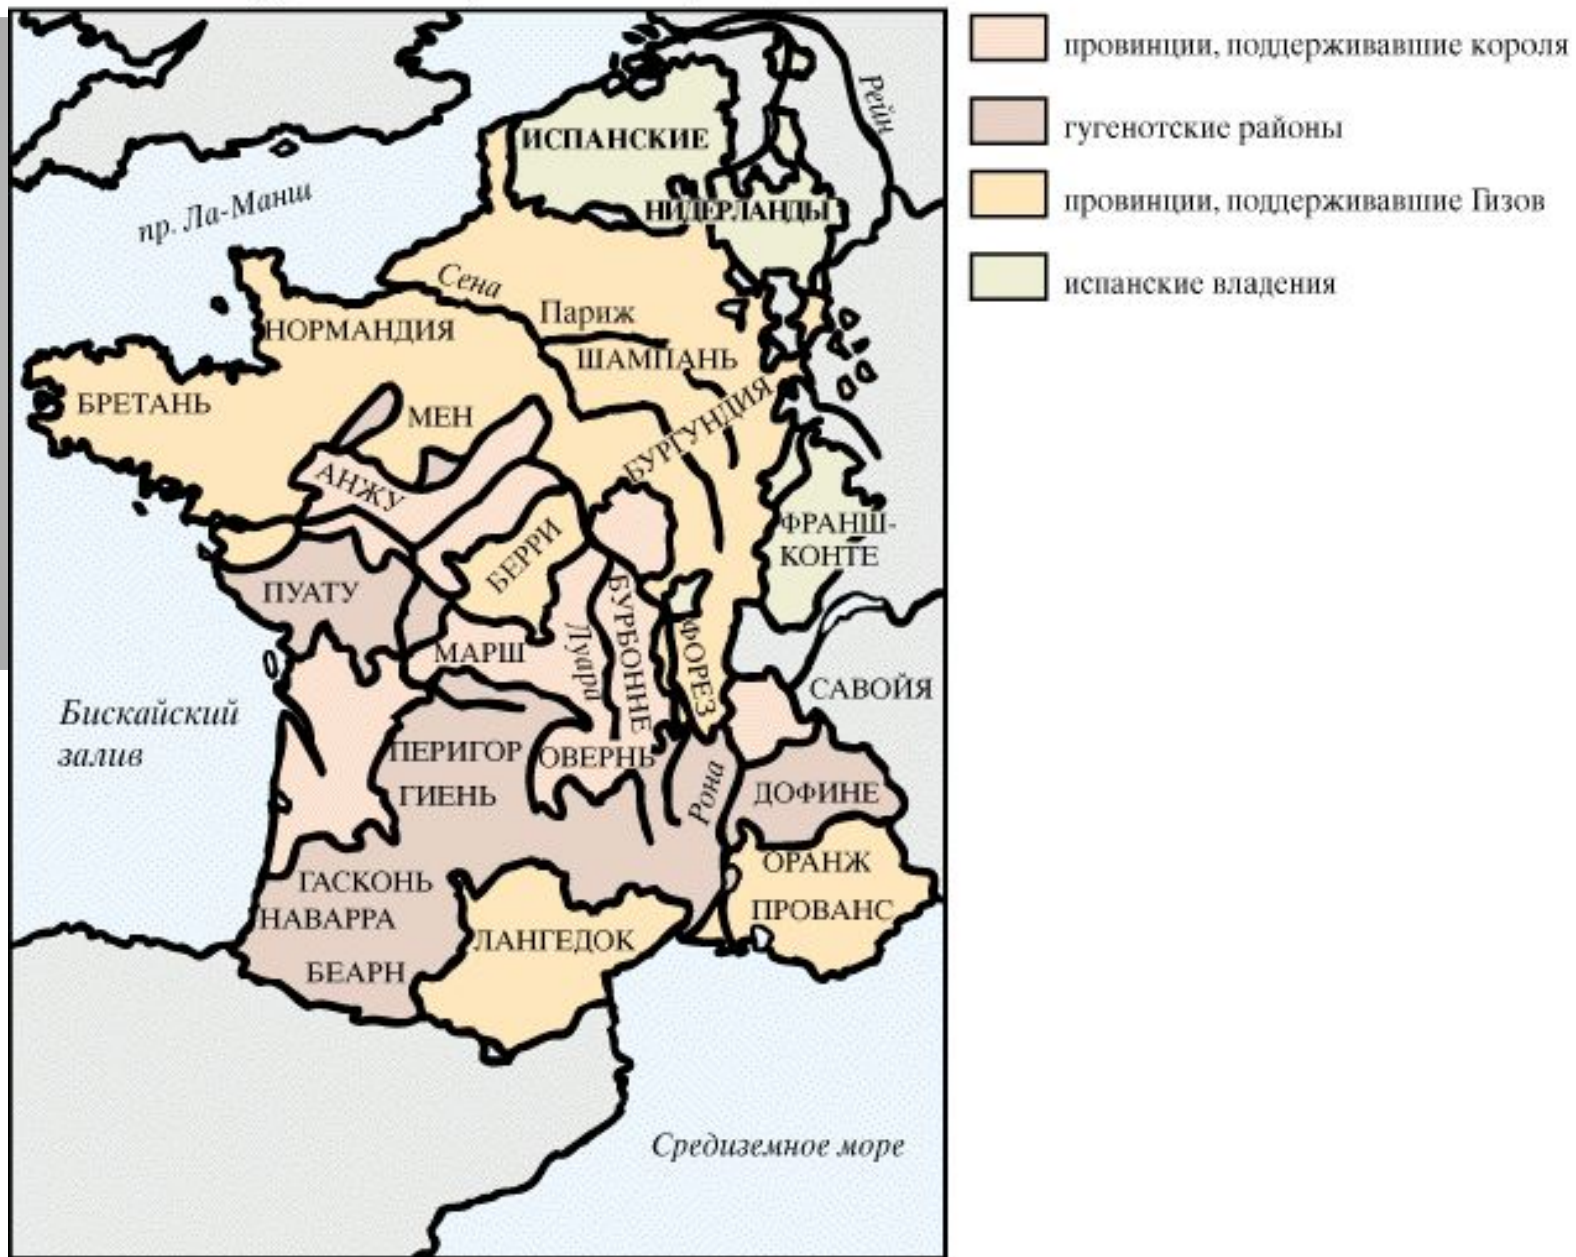 провинции, поддерживавшие короля
гугенотские районы
провинции, поддерживавшие Гизов
испанские владения
Рейн
ИСПАНСКИЕ
НИДЕРЛАНДЫ
пр. Ла-Манш
Сена
Париж
НОРМАНДИЯ
ШАМПАНЬ
БРЕТАНЬ
МЕН
БУРГУНДИЯ
АНЖУ
ФРАНШ-
КОНТЕ
БЕРРИ
ПУАТУ
БУРБОННЕ
Луара
МАРШ
ФОРЕЗ
САВОЙЯ
Бискайский
залив
ПЕРИГОР
ОВЕРНЬ
ГИЕНЬ
Рона
ДОФИНЕ
ОРАНЖ
ПРОВАНС
ГАСКОНЬ
НАВАРРА
ЛАНГЕДОК
БЕАРН
Средиземное море